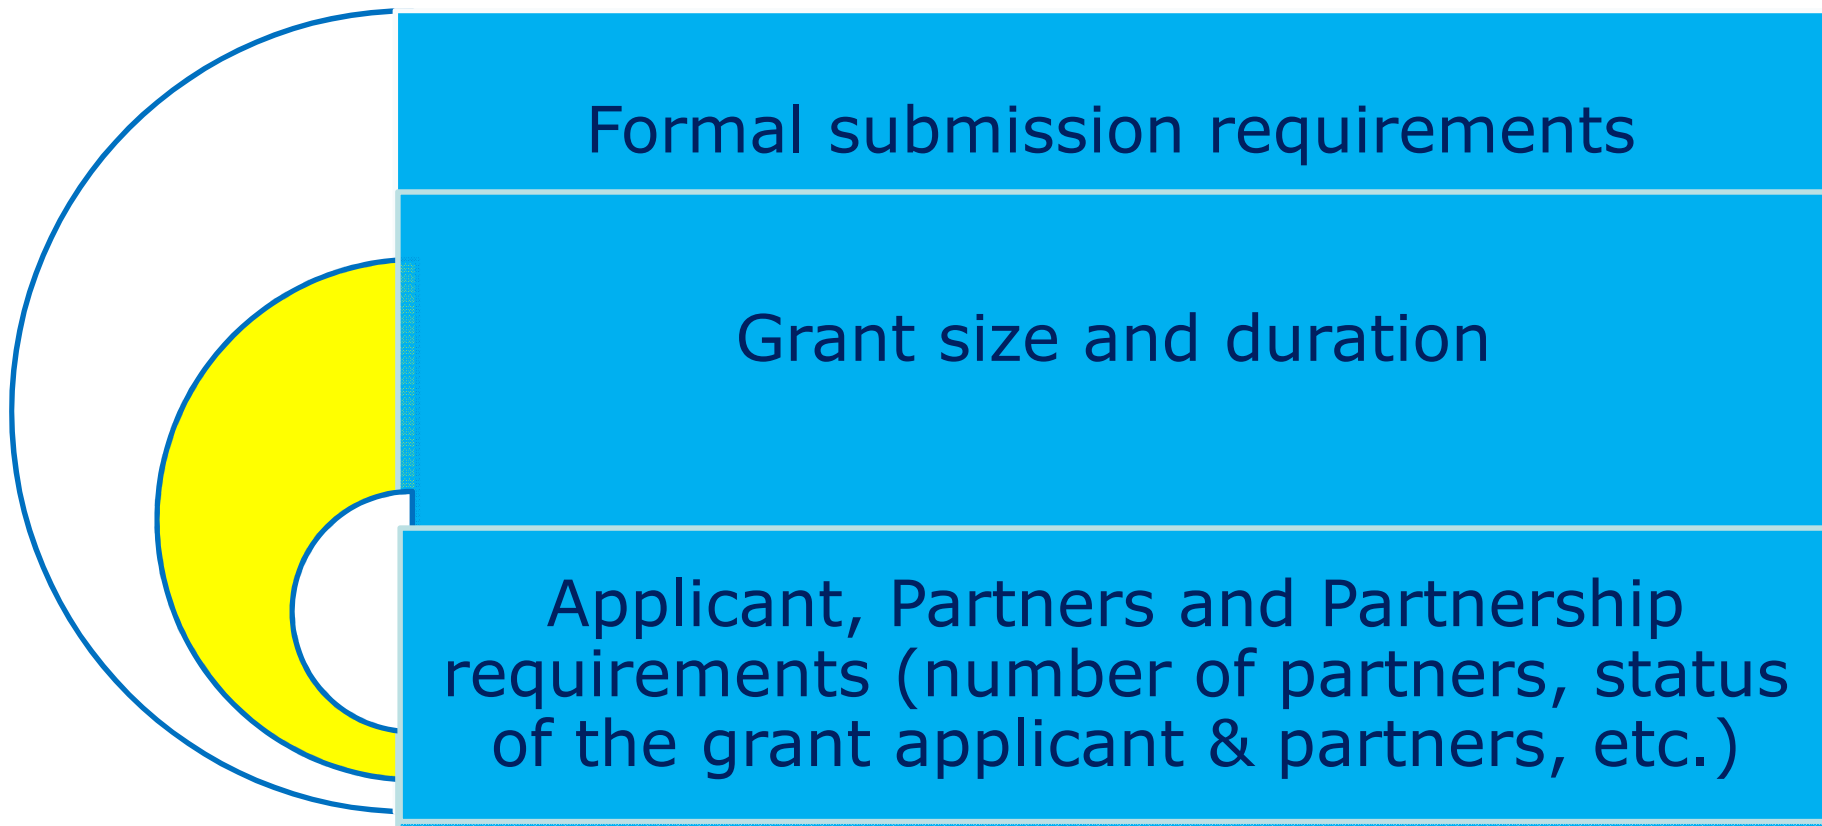 Formal submission requirements
Grant size and duration
Applicant, Partners and Partnership
requirements (number of partners, status
of the grant applicant & partners, etc.)